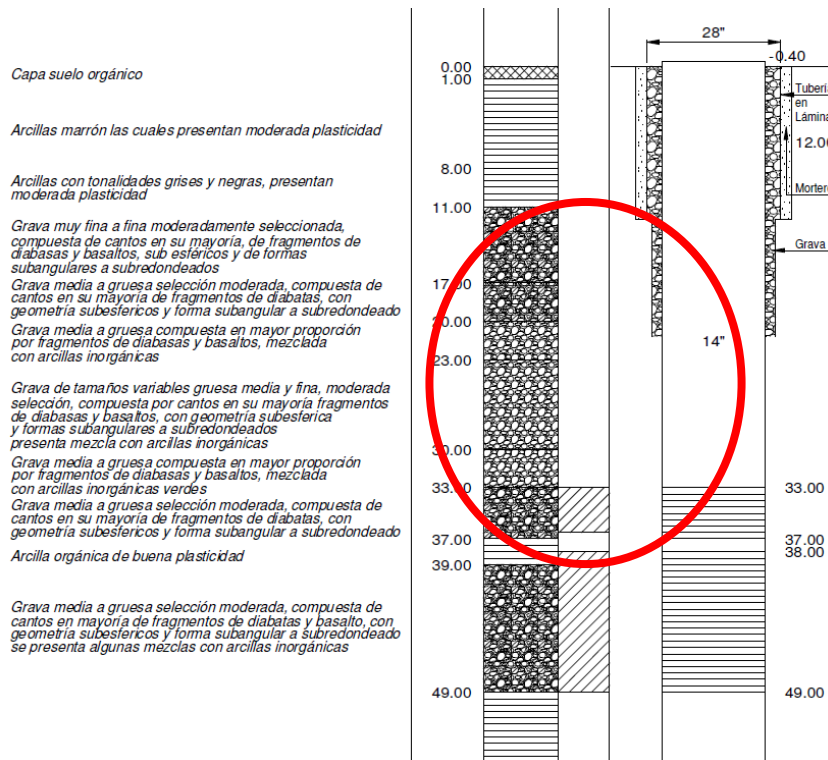 28"
-0.40
Capa suelo orgánico
0.00
1.00
Tubería
en
Lámina
Arcillas marrón las cuales presentan moderada plasticidad
12.00
8.00
Arcillas con tonalidades grises y negras, presentan
moderada plasticidad
Mortero
11.00
Grava muy fina a fina moderadamente seleccionada,
compuesta de cantos en su mayoría, de fragmentos de
diabasas y basaltos, sub esféricos y de formas
subangulares a subredondeados
Grava
17.00
Grava media a gruesa selección moderada, compuesta de
cantos en su mayoría de fragmentos de diabatas, con
geometría subesfericos y forma subangular a subredondeado
20.00
Grava media a gruesa compuesta en mayor proporción
por fragmentos de diabasas y basaltos, mezclada
con arcillas inorgánicas
14"
23.00
Grava de tamaños variables gruesa media y fina, moderada
selección, compuesta por cantos en su mayoría fragmentos
de diabasas y basaltos, con geometría subesferica
y formas subangulares a subredondeados
presenta mezcla con arcillas inorgánicas
30.00
Grava media a gruesa compuesta en mayor proporción
por fragmentos de diabasas y basaltos, mezclada
con arcillas inorgánicas verdes
33.00
33.00
Grava media a gruesa selección moderada, compuesta de
cantos en su mayoría de fragmentos de diabatas, con
geometría subesfericos y forma subangular a subredondeado
37.00
37.00
38.00
Arcilla orgánica de buena plasticidad
39.00
Grava media a gruesa selección moderada, compuesta de
cantos en mayoría de fragmentos de diabatas y basalto, con
geometría subesfericos y forma subangular a subredondeado
se presenta algunas mezclas con arcillas inorgánicas
49.00
49.00